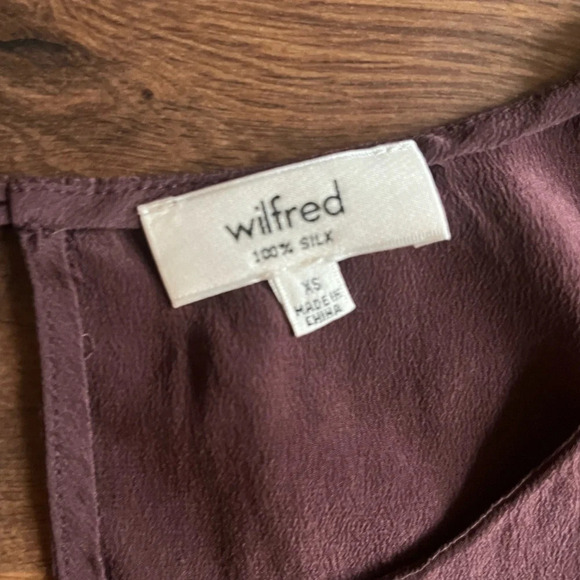 wilfred
100% SILK
XS
MADE IN
CHINA